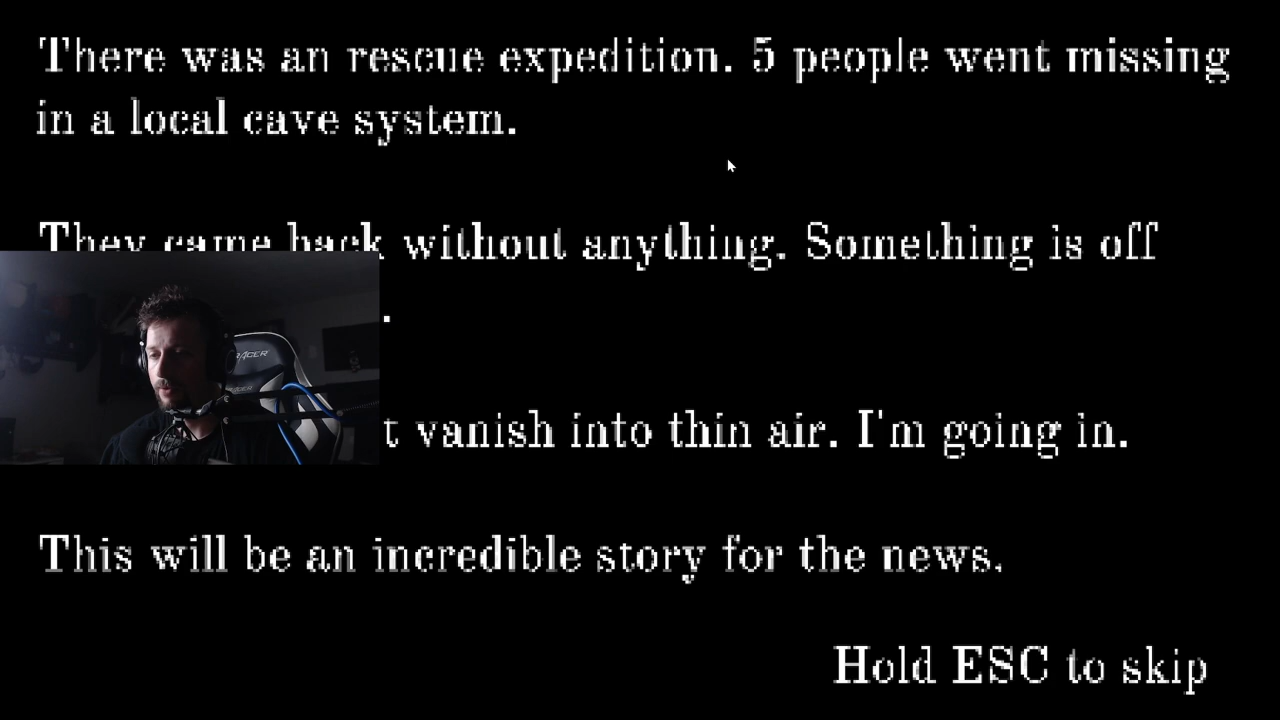 There was an rescue expedition. 5 people went missing
in a local cave system.
They came back without anything. Something is off
.
t vanish into thin air. I'm going in.
This will be an incredible story for the news.
Hold ESC to skip